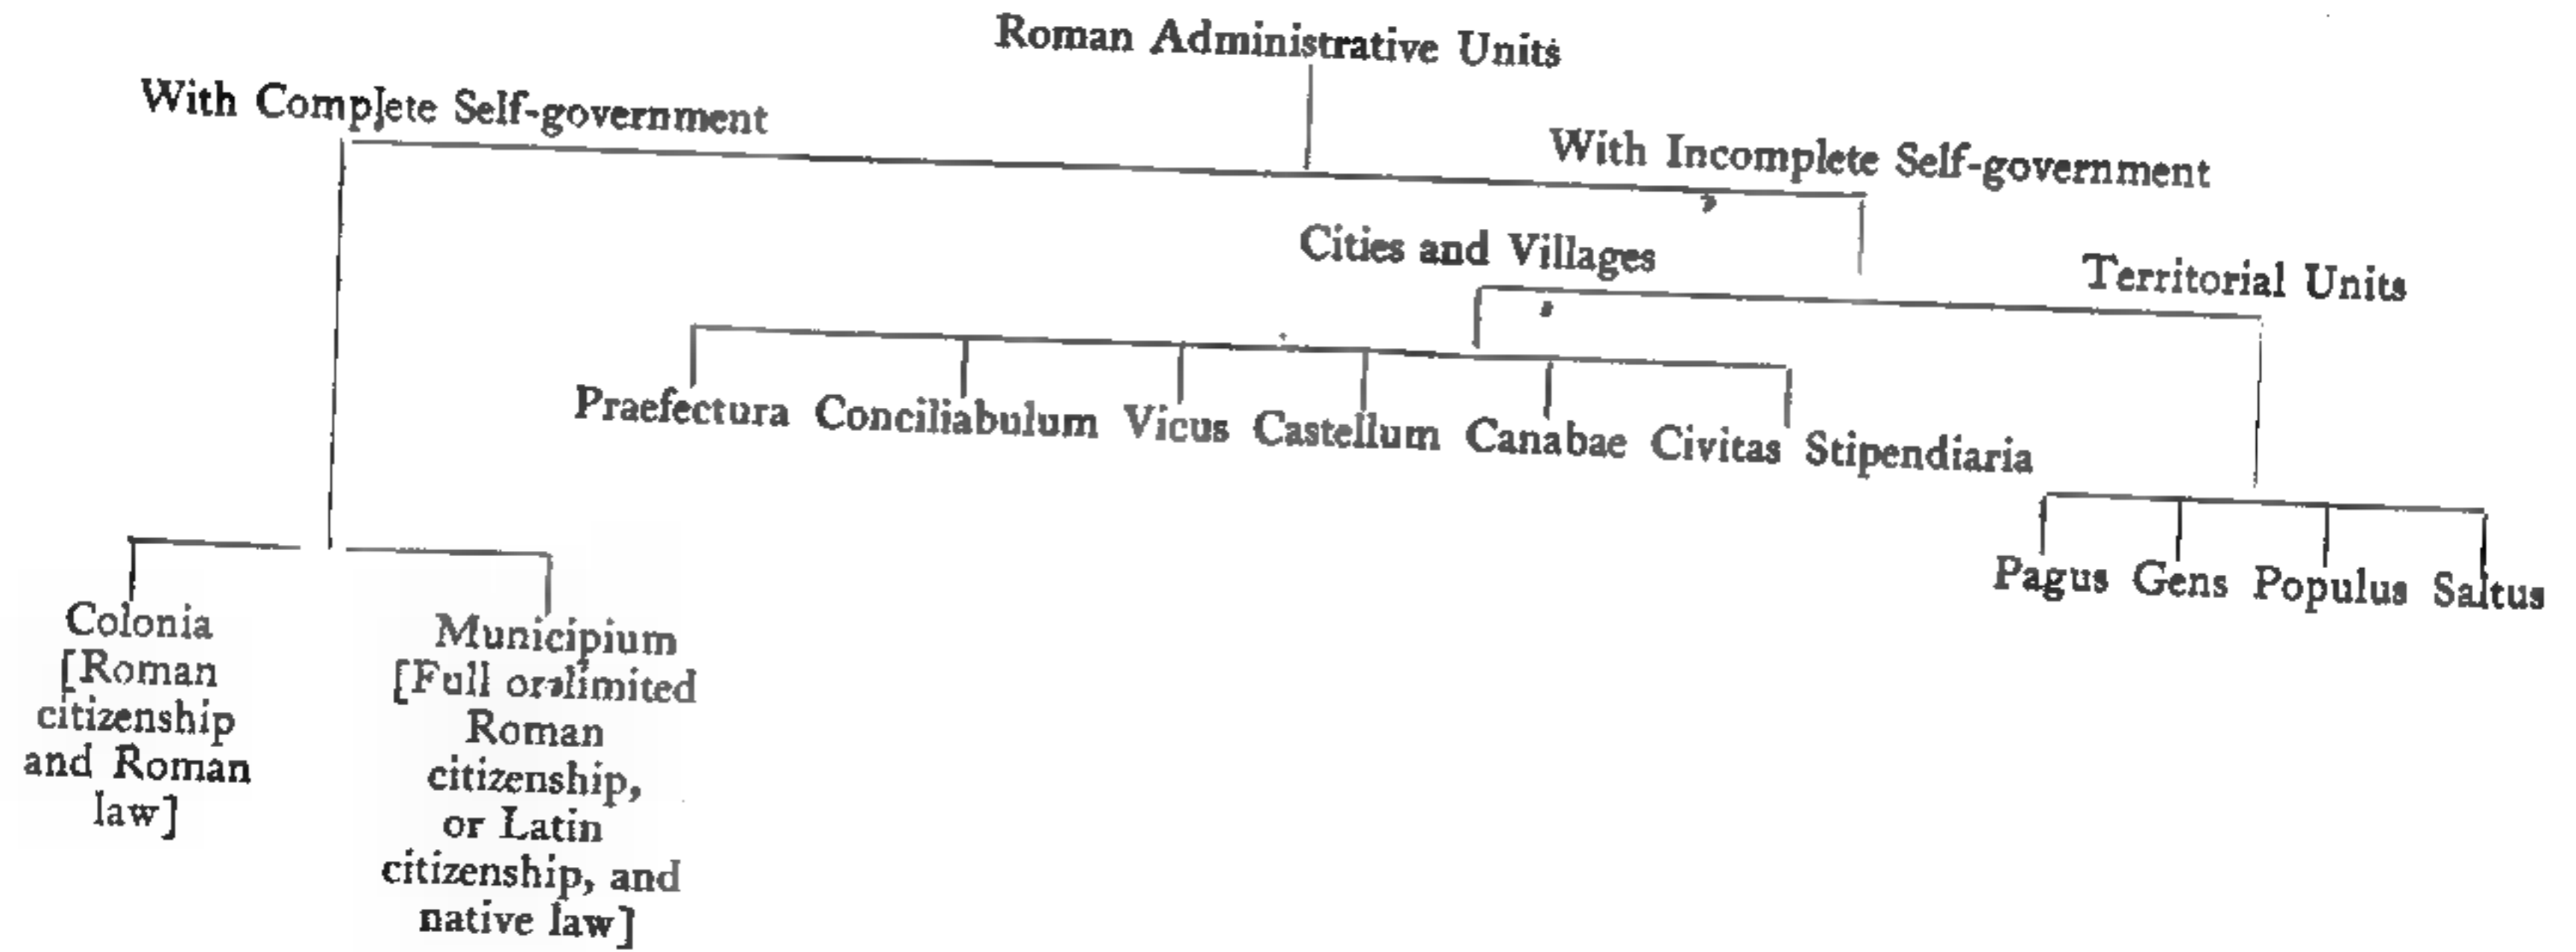 Roman Administrative Units
With Complete Self-government
With Incomplete Self-government
Cities and Villages
Territorial Units
Praefectura Conciliabulum Vicus Castellum Canabae Civitas Stipendiaria
Pagus Gens Populus Saltus
Colonia
[Roman
citizenship
and Roman
law]
Municipium
[Full or limited
Roman
citizenship,
or Latin
citizenship, and
native law]